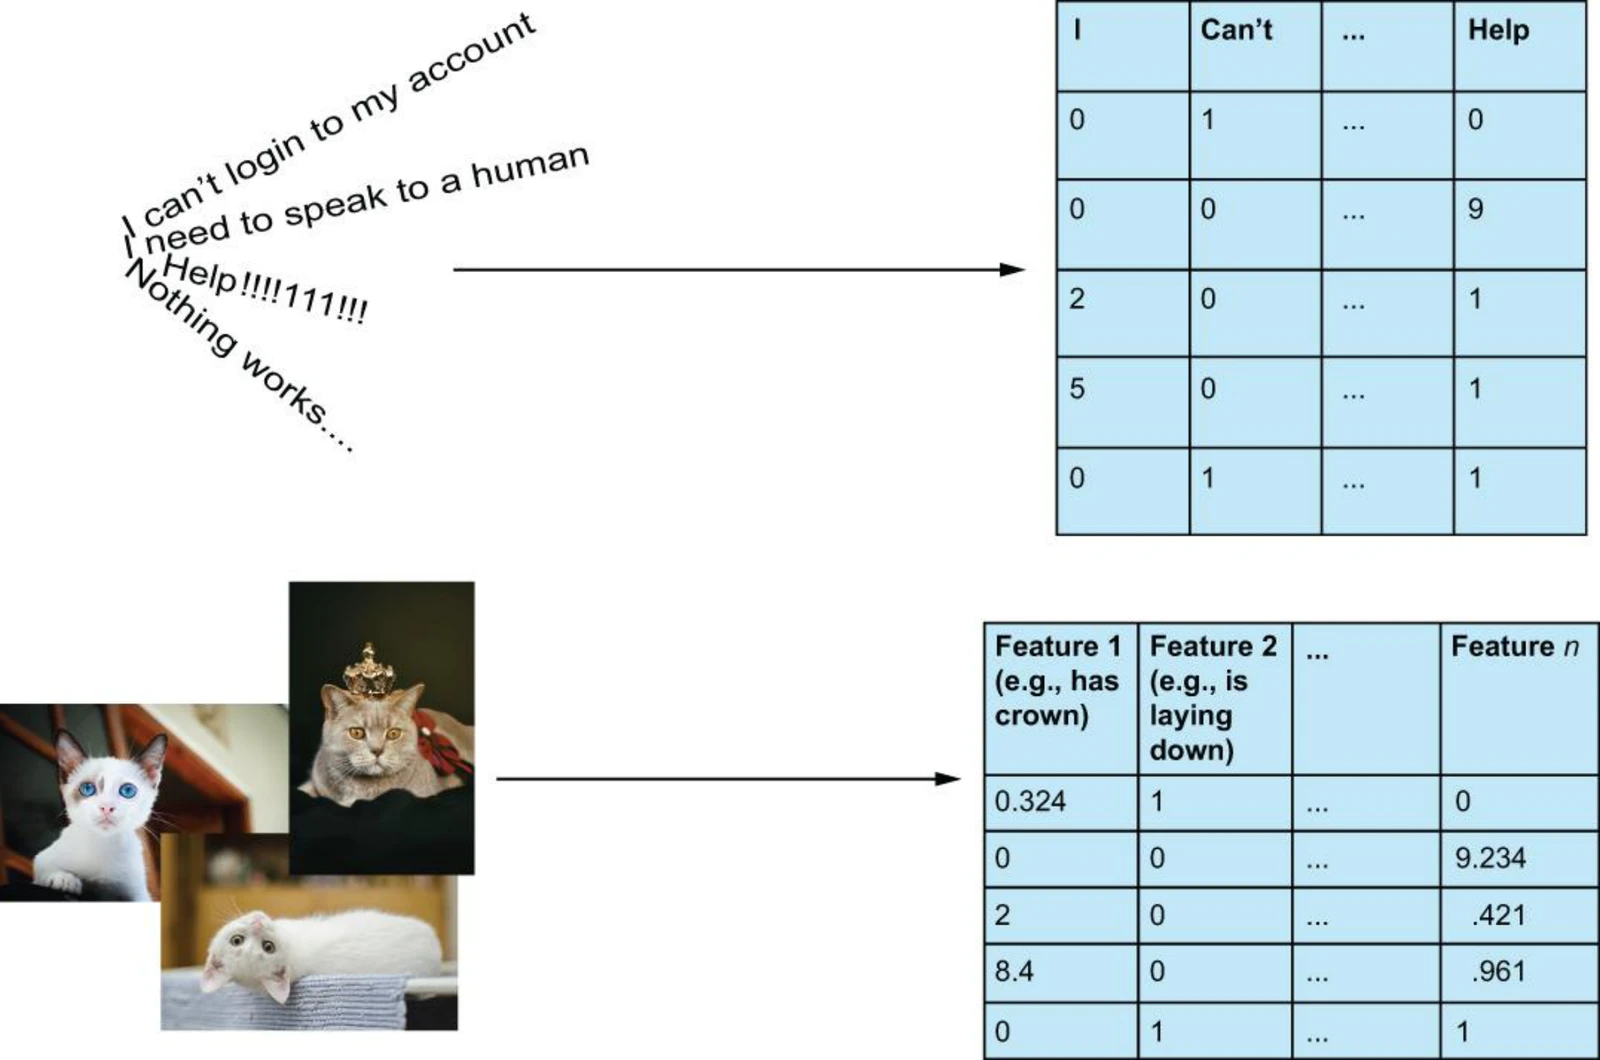 I can't login to my account
I need to speak to a human
Help!!!!111!!!
Nothing works....
I Can’t ... Help
0 1 ... 0
0 0 ... 9
2 0 ... 1
5 0 ... 1
0 1 ... 1
Feature 1 (e.g., has crown) Feature 2 (e.g., is laying down) ... Feature n
0.324 1 ... 0
0 0 ... 9.234
2 0 ... .421
8.4 0 ... .961
0 1 ... 1